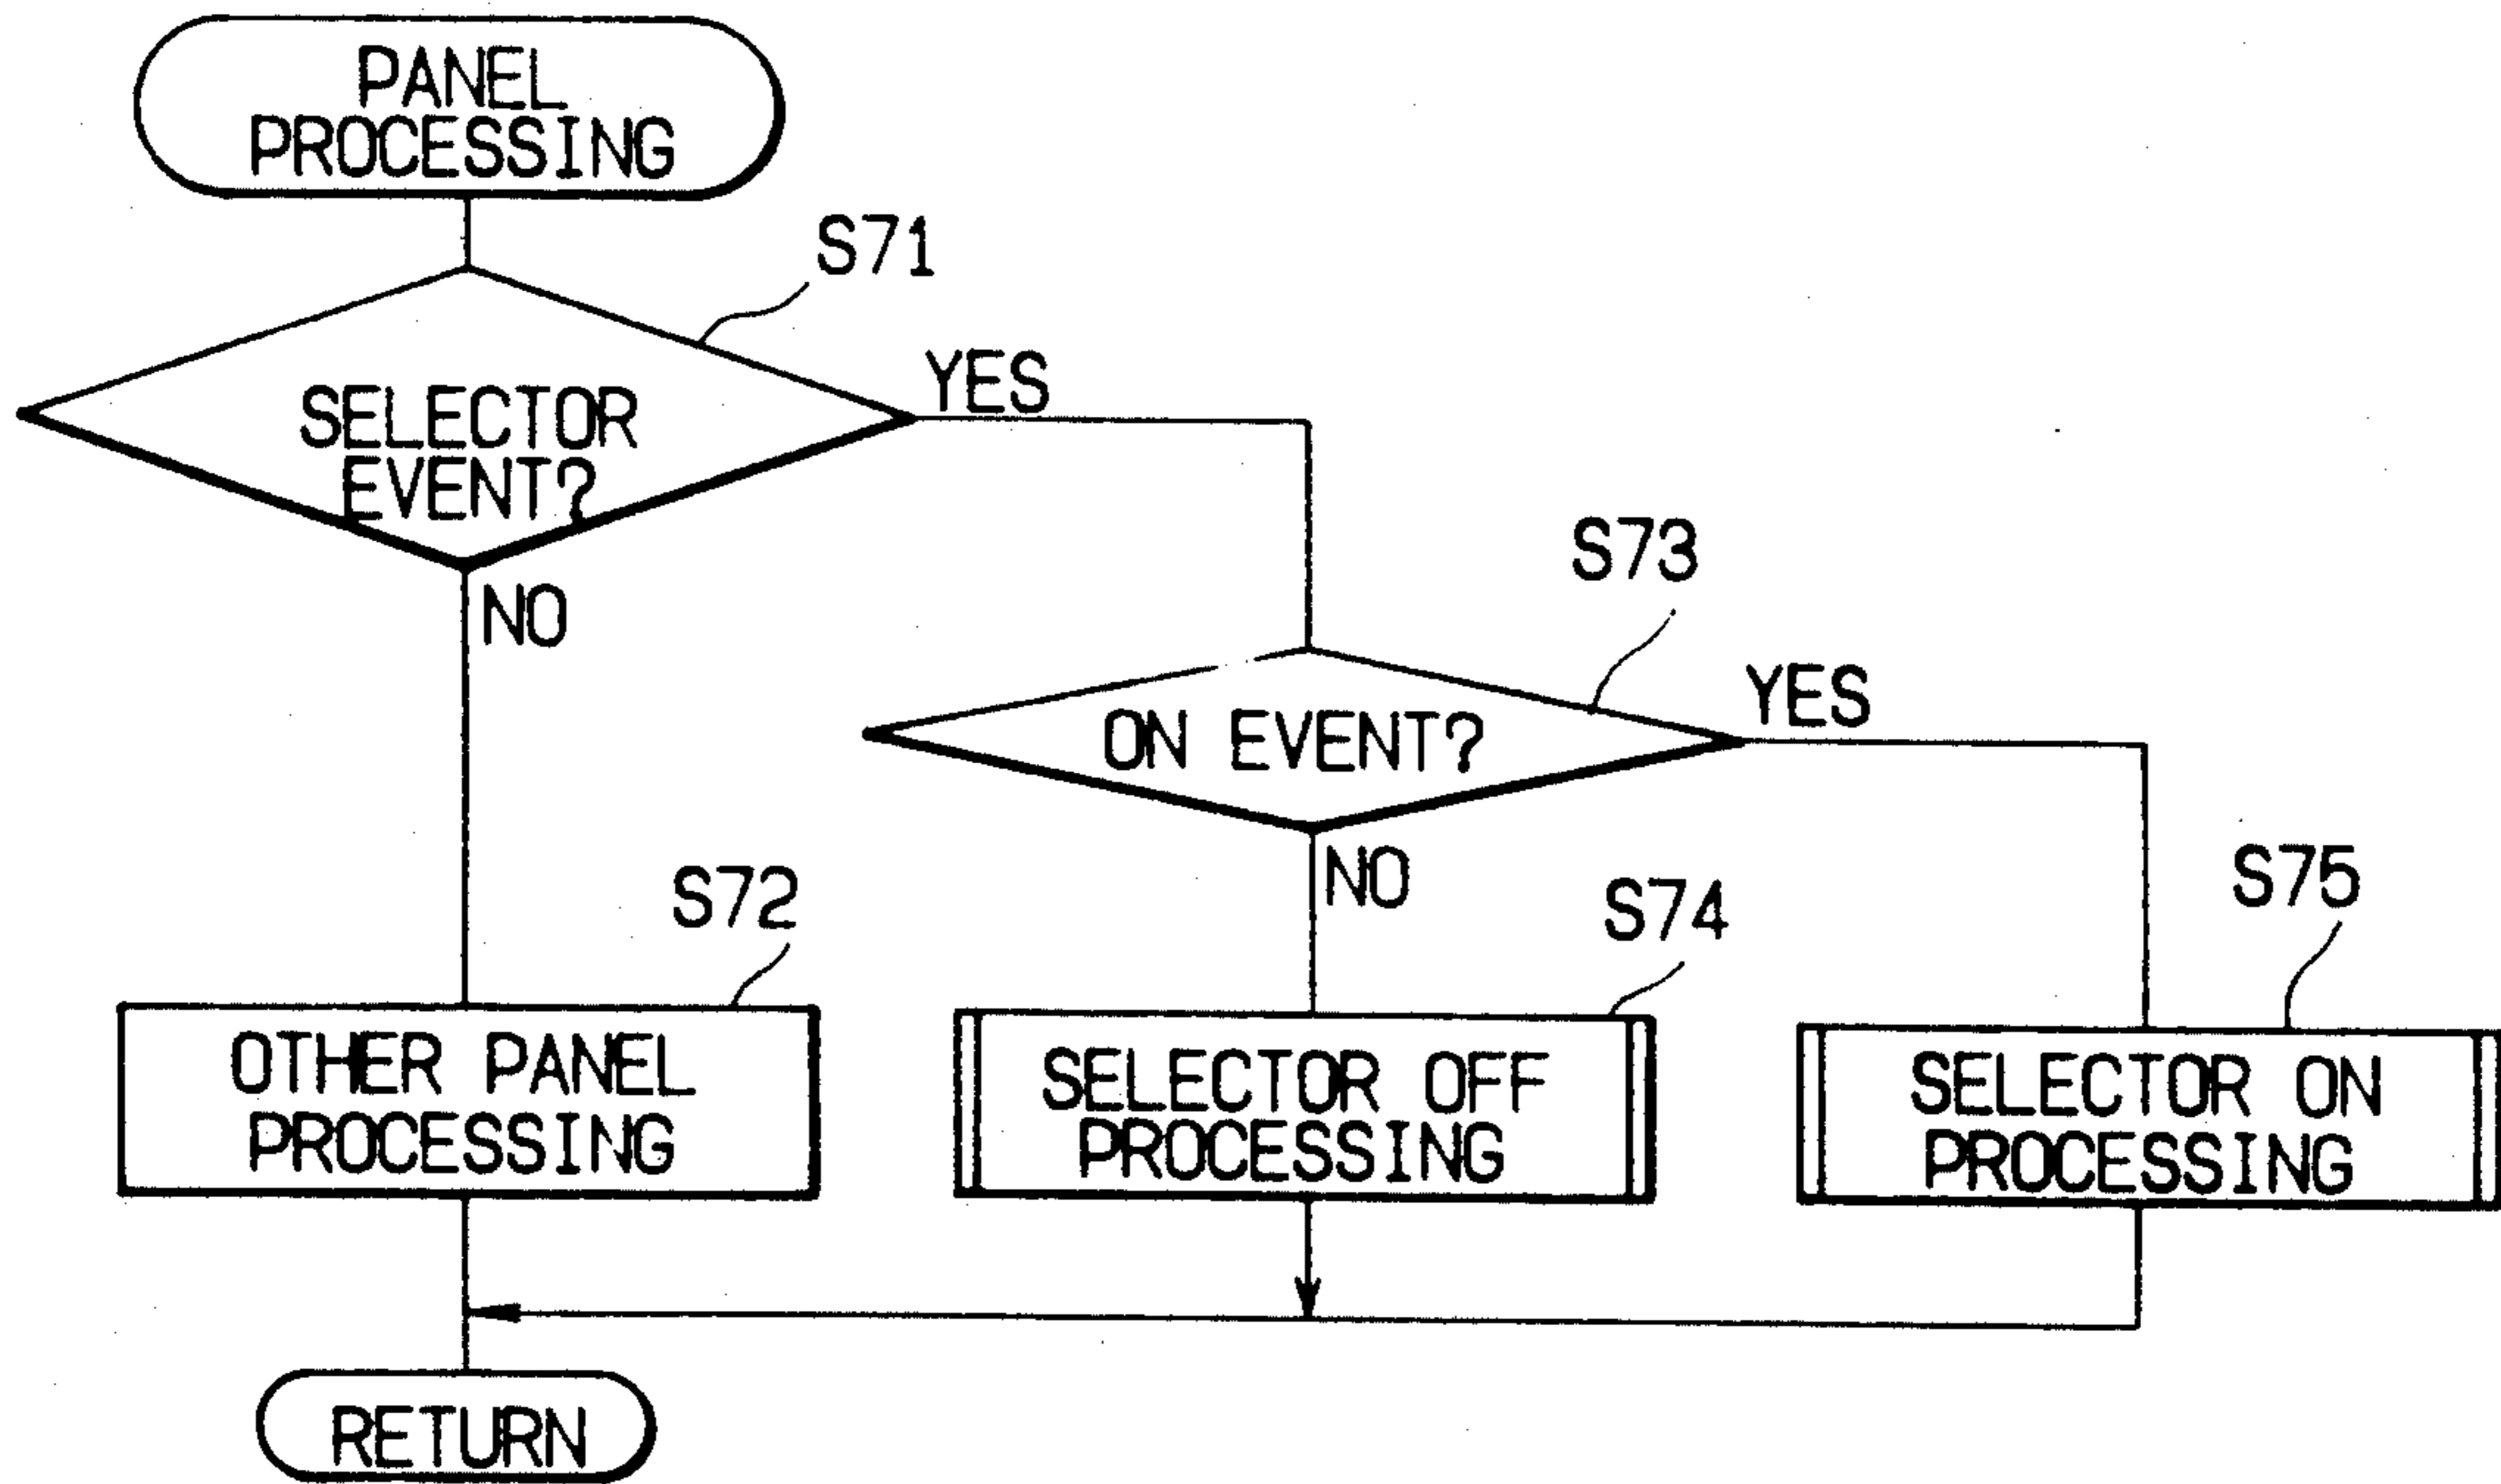 PANEL
PROCESSING
S71
SELECTOR
EVENT?
YES
NO
S73
ON EVENT?
YES
NO
S72
S74
S75
OTHER PANEL
PROCESSING
SELECTOR OFF
PROCESSING
SELECTOR ON
PROCESSING
RETURN